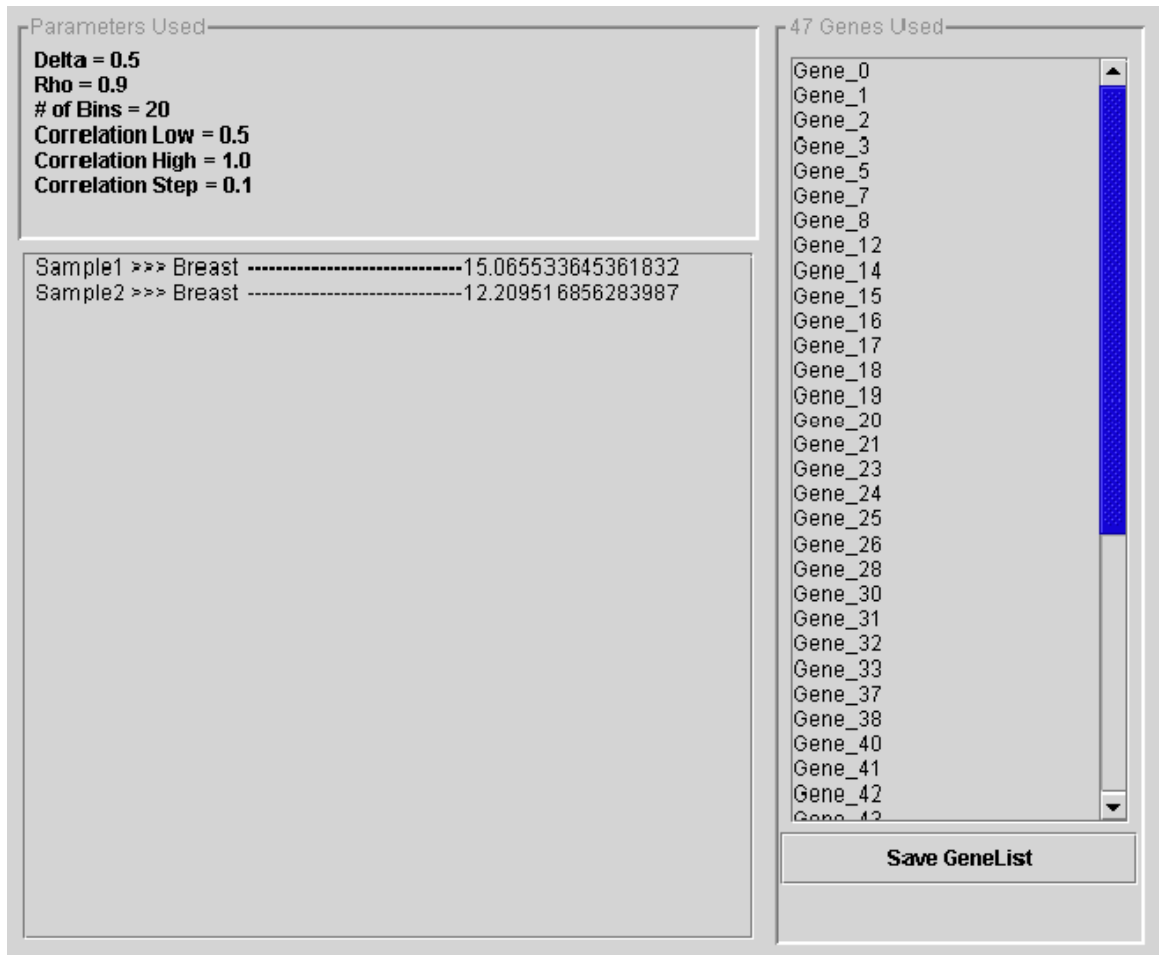 Parameters Used
Delta = 0.5
Rho = 0.9
# of Bins = 20
Correlation Low = 0.5
Correlation High = 1.0
Correlation Step = 0.1
Sample1 >>> Breast ------------------------------15.065533645361832
Sample2 >>> Breast ------------------------------12.209516856283987
47 Genes Used
Gene_0
Gene_1
Gene_2
Gene_3
Gene_5
Gene_7
Gene_8
Gene_12
Gene_14
Gene_15
Gene_16
Gene_17
Gene_18
Gene_19
Gene_20
Gene_21
Gene_23
Gene_24
Gene_25
Gene_26
Gene_28
Gene_30
Gene_31
Gene_32
Gene_33
Gene_37
Gene_38
Gene_40
Gene_41
Gene_42
Gene_43
Save GeneList